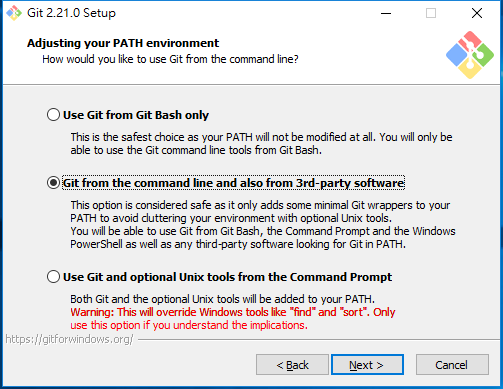 Git 2.21.0 Setup
Adjusting your PATH environment
How would you like to use Git from the command line?
Use Git from Git Bash only
This is the safest choice as your PATH will not be modified at all. You will only be
able to use the Git command line tools from Git Bash.
Git from the command line and also from 3rd-party software
This option is considered safe as it only adds some minimal Git wrappers to your
PATH to avoid cluttering your environment with optional Unix tools.
You will be able to use Git from Git Bash, the Command Prompt and the Windows
PowerShell as well as any third-party software looking for Git in PATH.
Use Git and optional Unix tools from the Command Prompt
Both Git and the optional Unix tools will be added to your PATH.
Warning: This will override Windows tools like "find" and "sort". Only
use this option if you understand the implications.
https://gitforwindows.org/
< Back
Next >
Cancel